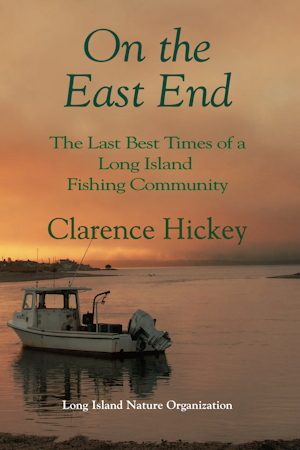 On the
East End
The Last Best Times of a
Long Island
Fishing Community
Clarence Hickey
Long Island Nature Organization